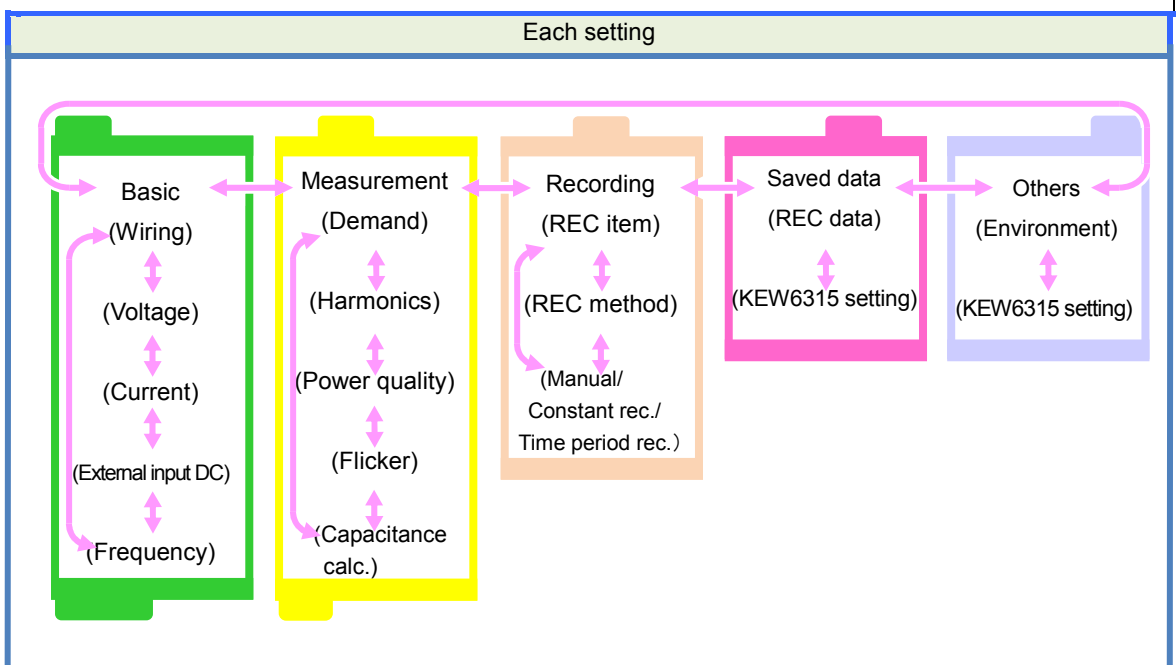 Each setting
Basic
(Wiring)
(Voltage)
(Current)
(External input DC)
(Frequency)
Measurement
(Demand)
(Harmonics)
(Power quality)
(Flicker)
(Capacitance
calc.)
Recording
(REC item)
(REC method)
(Manual/
Constant rec./
Time period rec.）
Saved data
(REC data)
(KEW6315 setting)
Others
(Environment)
(KEW6315 setting)